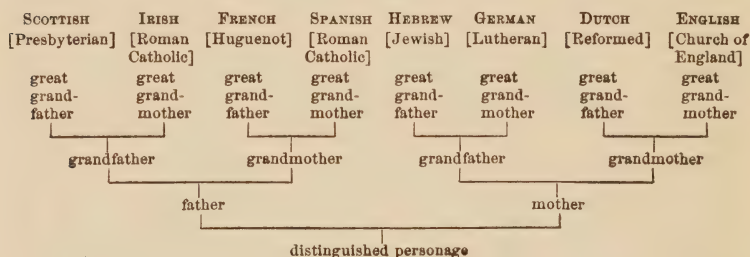 SCOTTISH IRISH FRENCH SPANISH HEBREW GERMAN DUTCH ENGLISH
[Presbyterian] [Roman [Huguenot] [Roman [Jewish] [Lutheran] [Reformed] [Church of
Catholic] Catholic] England]
great great great great great great great great
grand- grand- grand- grand- grand- grand- grand- grand-
father mother father mother father mother father mother
grandfather grandmother grandfather grandmother
father mother
distinguished personage